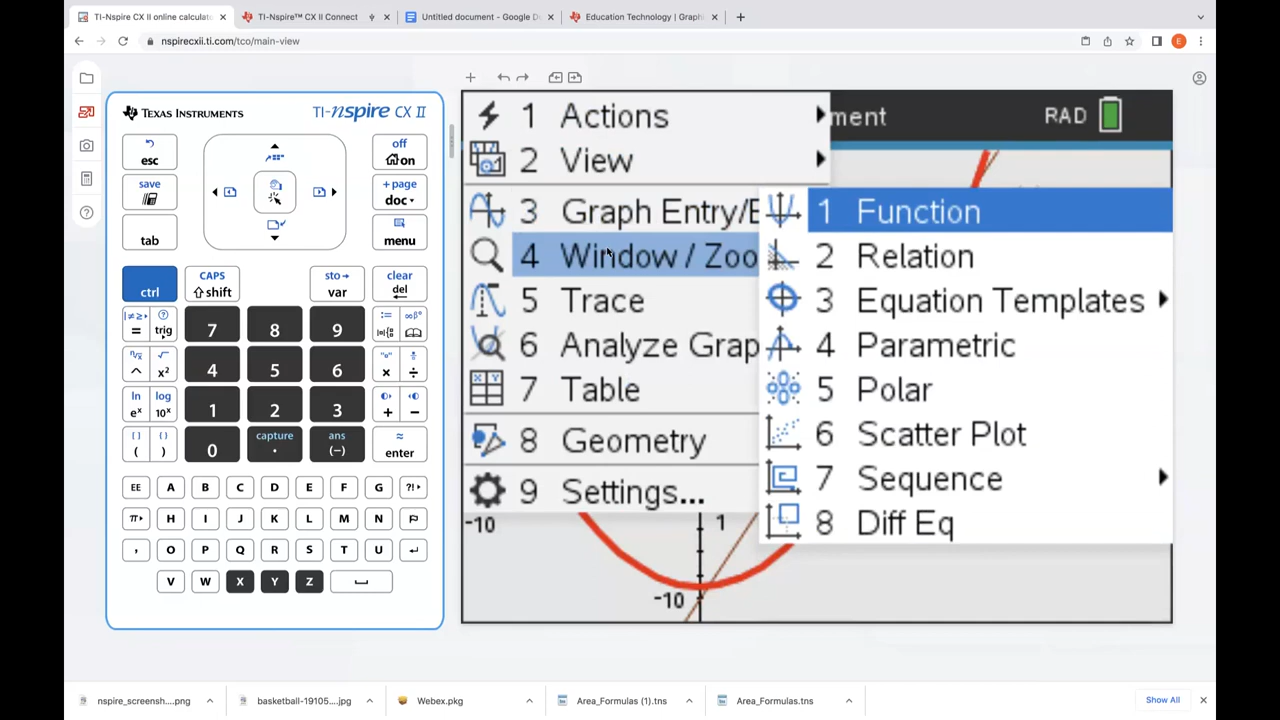 TI-Nspire CX II online calculato
TI-Nspire™ CX II Connect
Untitled document - Google D
Education Technology | Graph
nspirecxii.ti.com/tco/main-view
E
TEXAS INSTRUMENTS
TI-nspire CX II
esc
off
on
save
+ page
doc
tab
menu
ctrl
CAPS
shift
sto→
var
clear
del
= trig 7 8 9
^ x² 4 5 6 × ÷
ln log
eˣ 10ˣ 1 2 3 + −
capture
ans
( ) 0 . (−) enter
EE A B C D E F G ?!
π H I J K L M N
, O P Q R S T U
V W X Y Z
1 Actions
2 View
3 Graph Entry/E
4 Window / Zoo
5 Trace
6 Analyze Grap
7 Table
8 Geometry
9 Settings...
ment
RAD
1 Function
2 Relation
3 Equation Templates
4 Parametric
5 Polar
6 Scatter Plot
7 Sequence
8 Diff Eq
-10
1
-10
nspire_screensh....png
basketball-19105....jpg
Webex.pkg
Area_Formulas (1).tns
Area_Formulas.tns
Show All